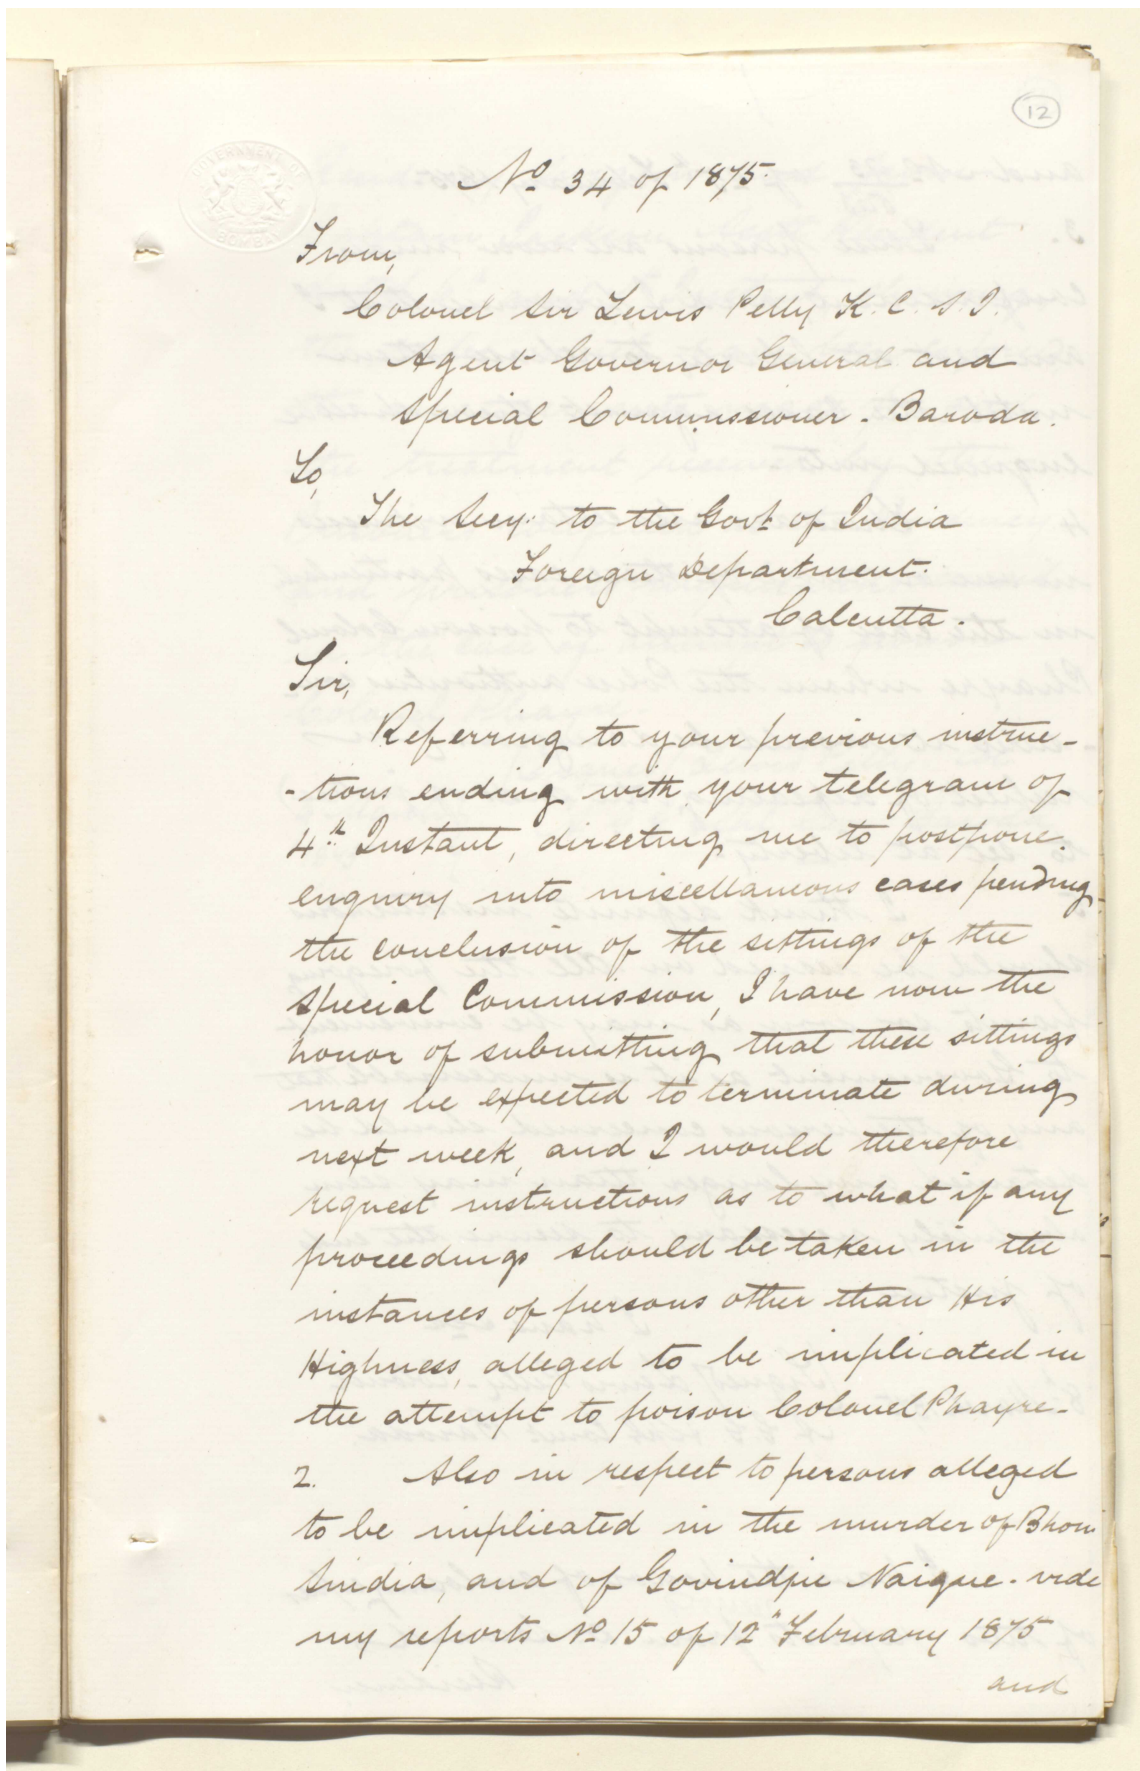 12
GOVERNMENT OF
BOMBAY
No 34 of 1875.
From,
Colonel Sir Lewis Pelly K. C. S. I.
Agent Governor General and
Special Commissioner - Baroda.
To,
The Secy: to the Govt. of India
Foreign Department.
Calcutta.
Sir,
Referring to your previous instruc-
-tions ending with your telegram of
4th Instant, directing me to postpone
enquiry into miscellaneous cases pending
the conclusion of the sittings of the
Special Commission, I have now the
honor of submitting that these sittings
may be expected to terminate during
next week, and I would therefore
request instructions as to what if any
proceedings should be taken in the
instances of persons other than His
Highness, alleged to be implicated in
the attempt to poison Colonel Phayre-
2. Also in respect to persons alleged
to be implicated in the murder of
Sindia, and of Govindjee Naique - vide
my reports No 15 of 12" February 1875
and